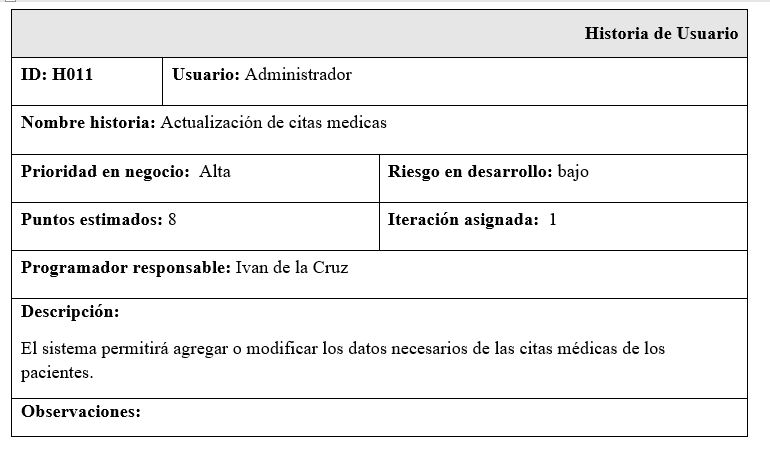 Historia de Usuario
ID: H011 Usuario: Administrador
Nombre historia: Actualización de citas medicas
Prioridad en negocio: Alta Riesgo en desarrollo: bajo
Puntos estimados: 8 Iteración asignada: 1
Programador responsable: Ivan de la Cruz
Descripción:
El sistema permitirá agregar o modificar los datos necesarios de las citas médicas de los
pacientes.
Observaciones: